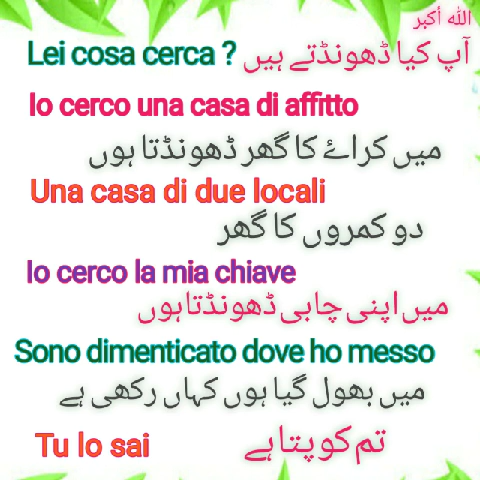 الله أكبر
Lei cosa cerca ? آپ کیا ڈھونڈتے ہیں
Io cerco una casa di affitto
میں کرائے کا گھر ڈھونڈتا ہوں
Una casa di due locali
دو کمروں کا گھر
Io cerco la mia chiave
میں اپنی چابی ڈھونڈتا ہوں
Sono dimenticato dove ho messo
میں بھول گیا ہوں کہاں رکھی ہے
Tu lo sai تم کو پتا ہے